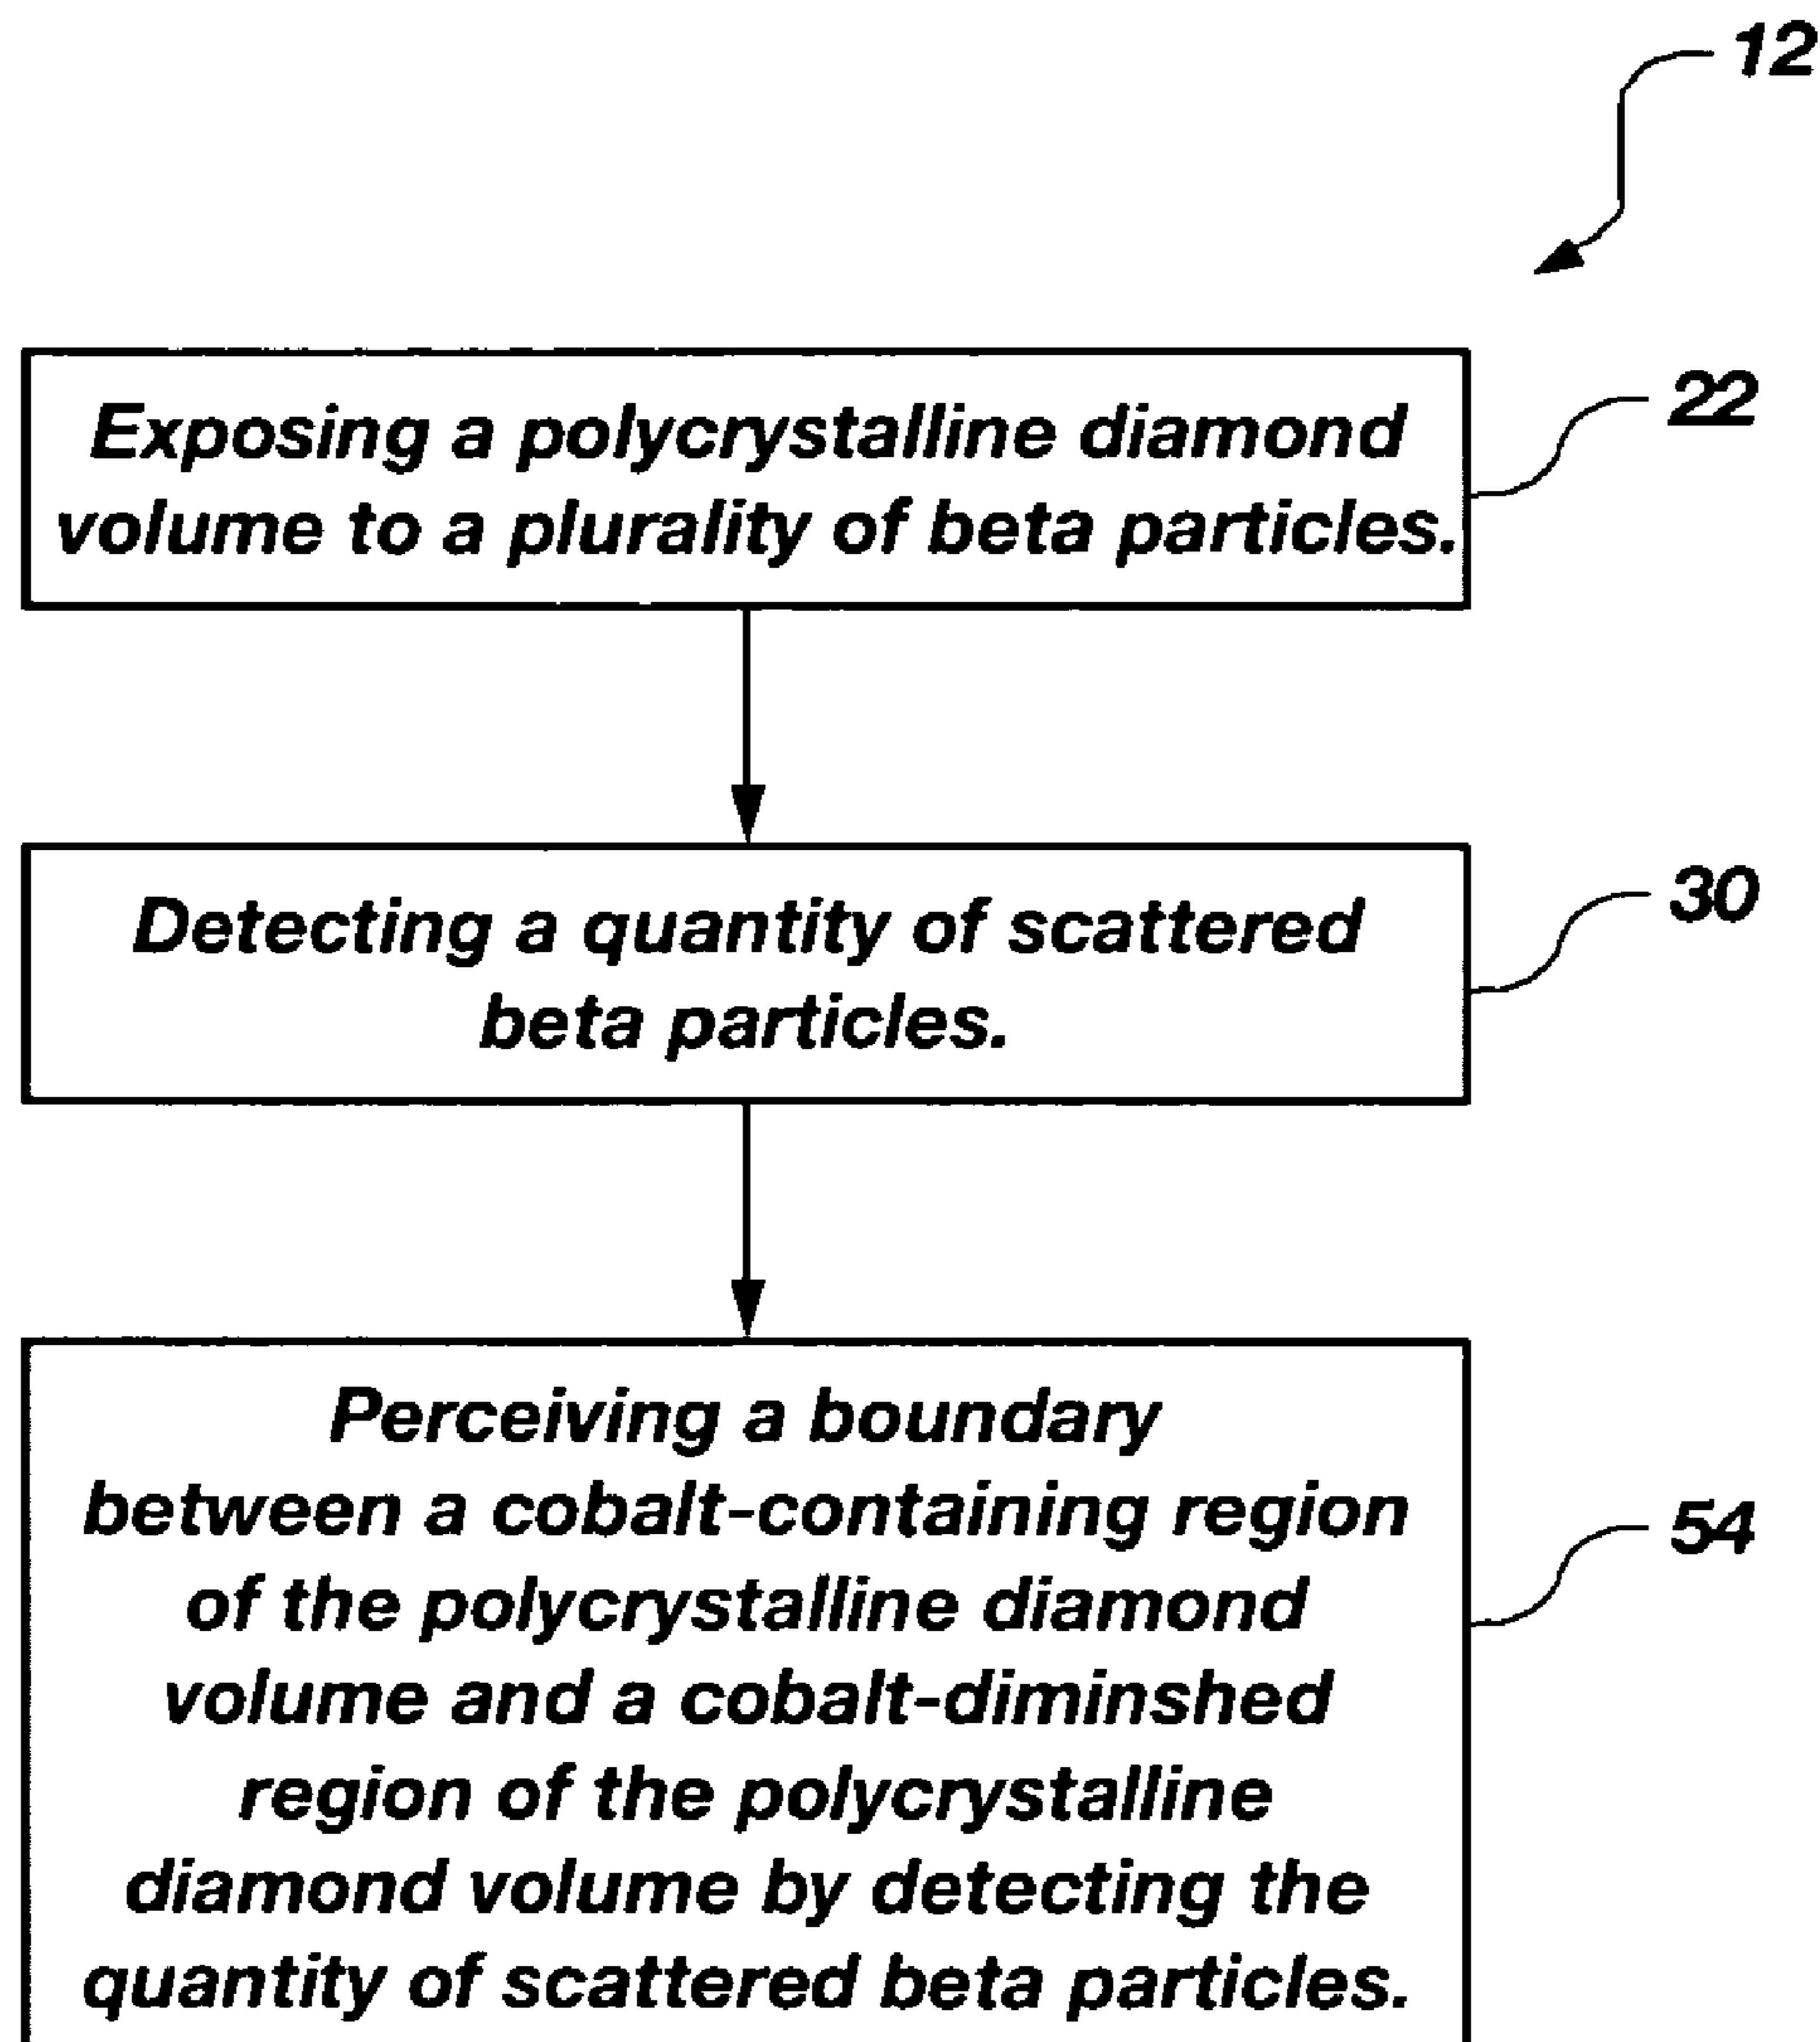 12
Exposing a polycrystalline diamond
volume to a plurality of beta particles.
22
Detecting a quantity of scattered
beta particles.
30
Perceiving a boundary
between a cobalt-containing region
of the polycrystalline diamond
volume and a cobalt-diminshed
region of the polycrystalline
diamond volume by detecting the
quantity of scattered beta particles.
54